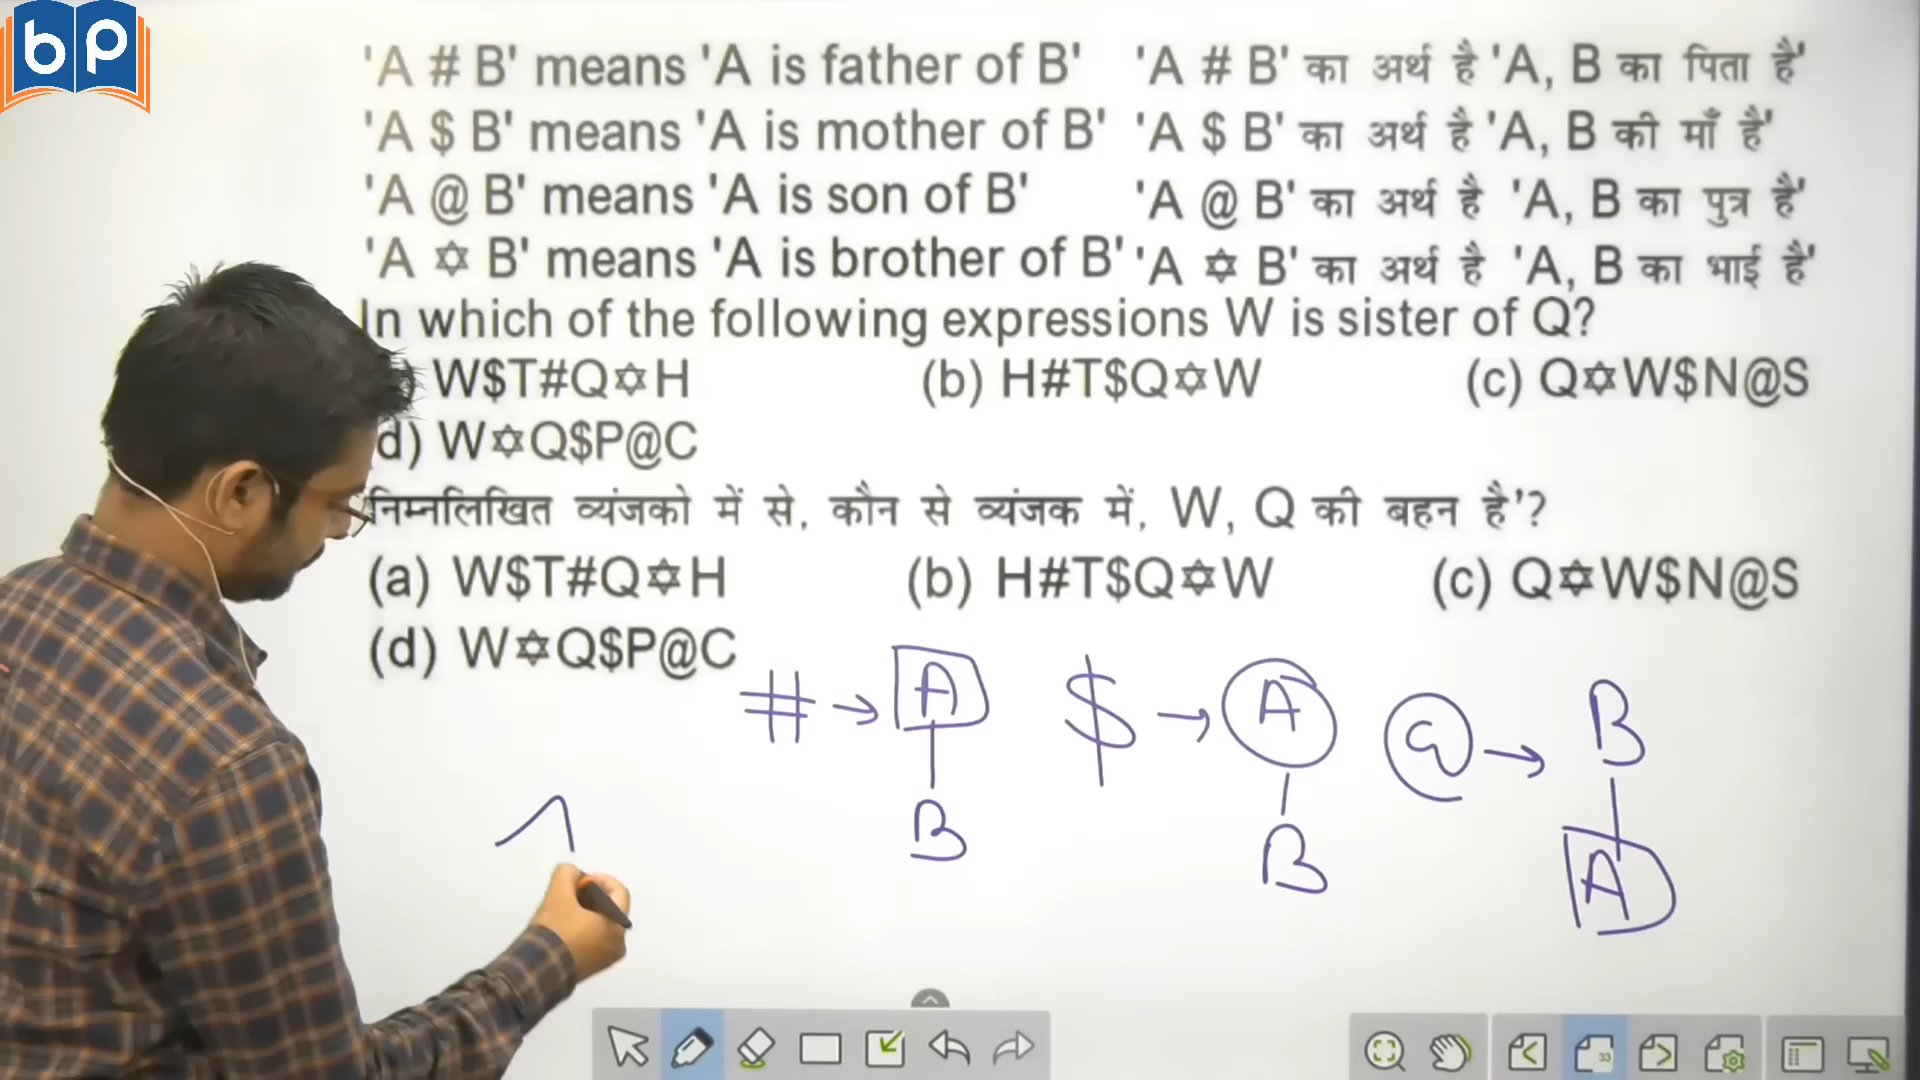 bp
'A # B' means 'A is father of B' 'A # B' का अर्थ है 'A, B का पिता है'
'A $ B' means 'A is mother of B' 'A $ B' का अर्थ है 'A, B की माँ है'
'A @ B' means 'A is son of B' 'A @ B' का अर्थ है 'A, B का पुत्र है'
'A ✡ B' means 'A is brother of B' 'A ✡ B' का अर्थ है 'A, B का भाई है'
In which of the following expressions W is sister of Q?
) W$T#Q✡H (b) H#T$Q✡W (c) Q✡W$N@S
d) W✡Q$P@C
निम्नलिखित व्यंजको में से, कौन से व्यंजक में, W, Q की बहन है'?
(a) W$T#Q✡H (b) H#T$Q✡W (c) Q✡W$N@S
(d) W✡Q$P@C
# → A $ → A @ → B
B B A
33